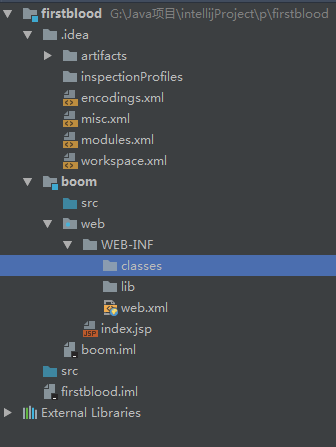 firstblood G:\Java项目\intellijProject\p\firstblood
.idea
artifacts
inspectionProfiles
encodings.xml
misc.xml
modules.xml
workspace.xml
boom
src
web
WEB-INF
classes
lib
web.xml
index.jsp
boom.iml
src
firstblood.iml
External Libraries